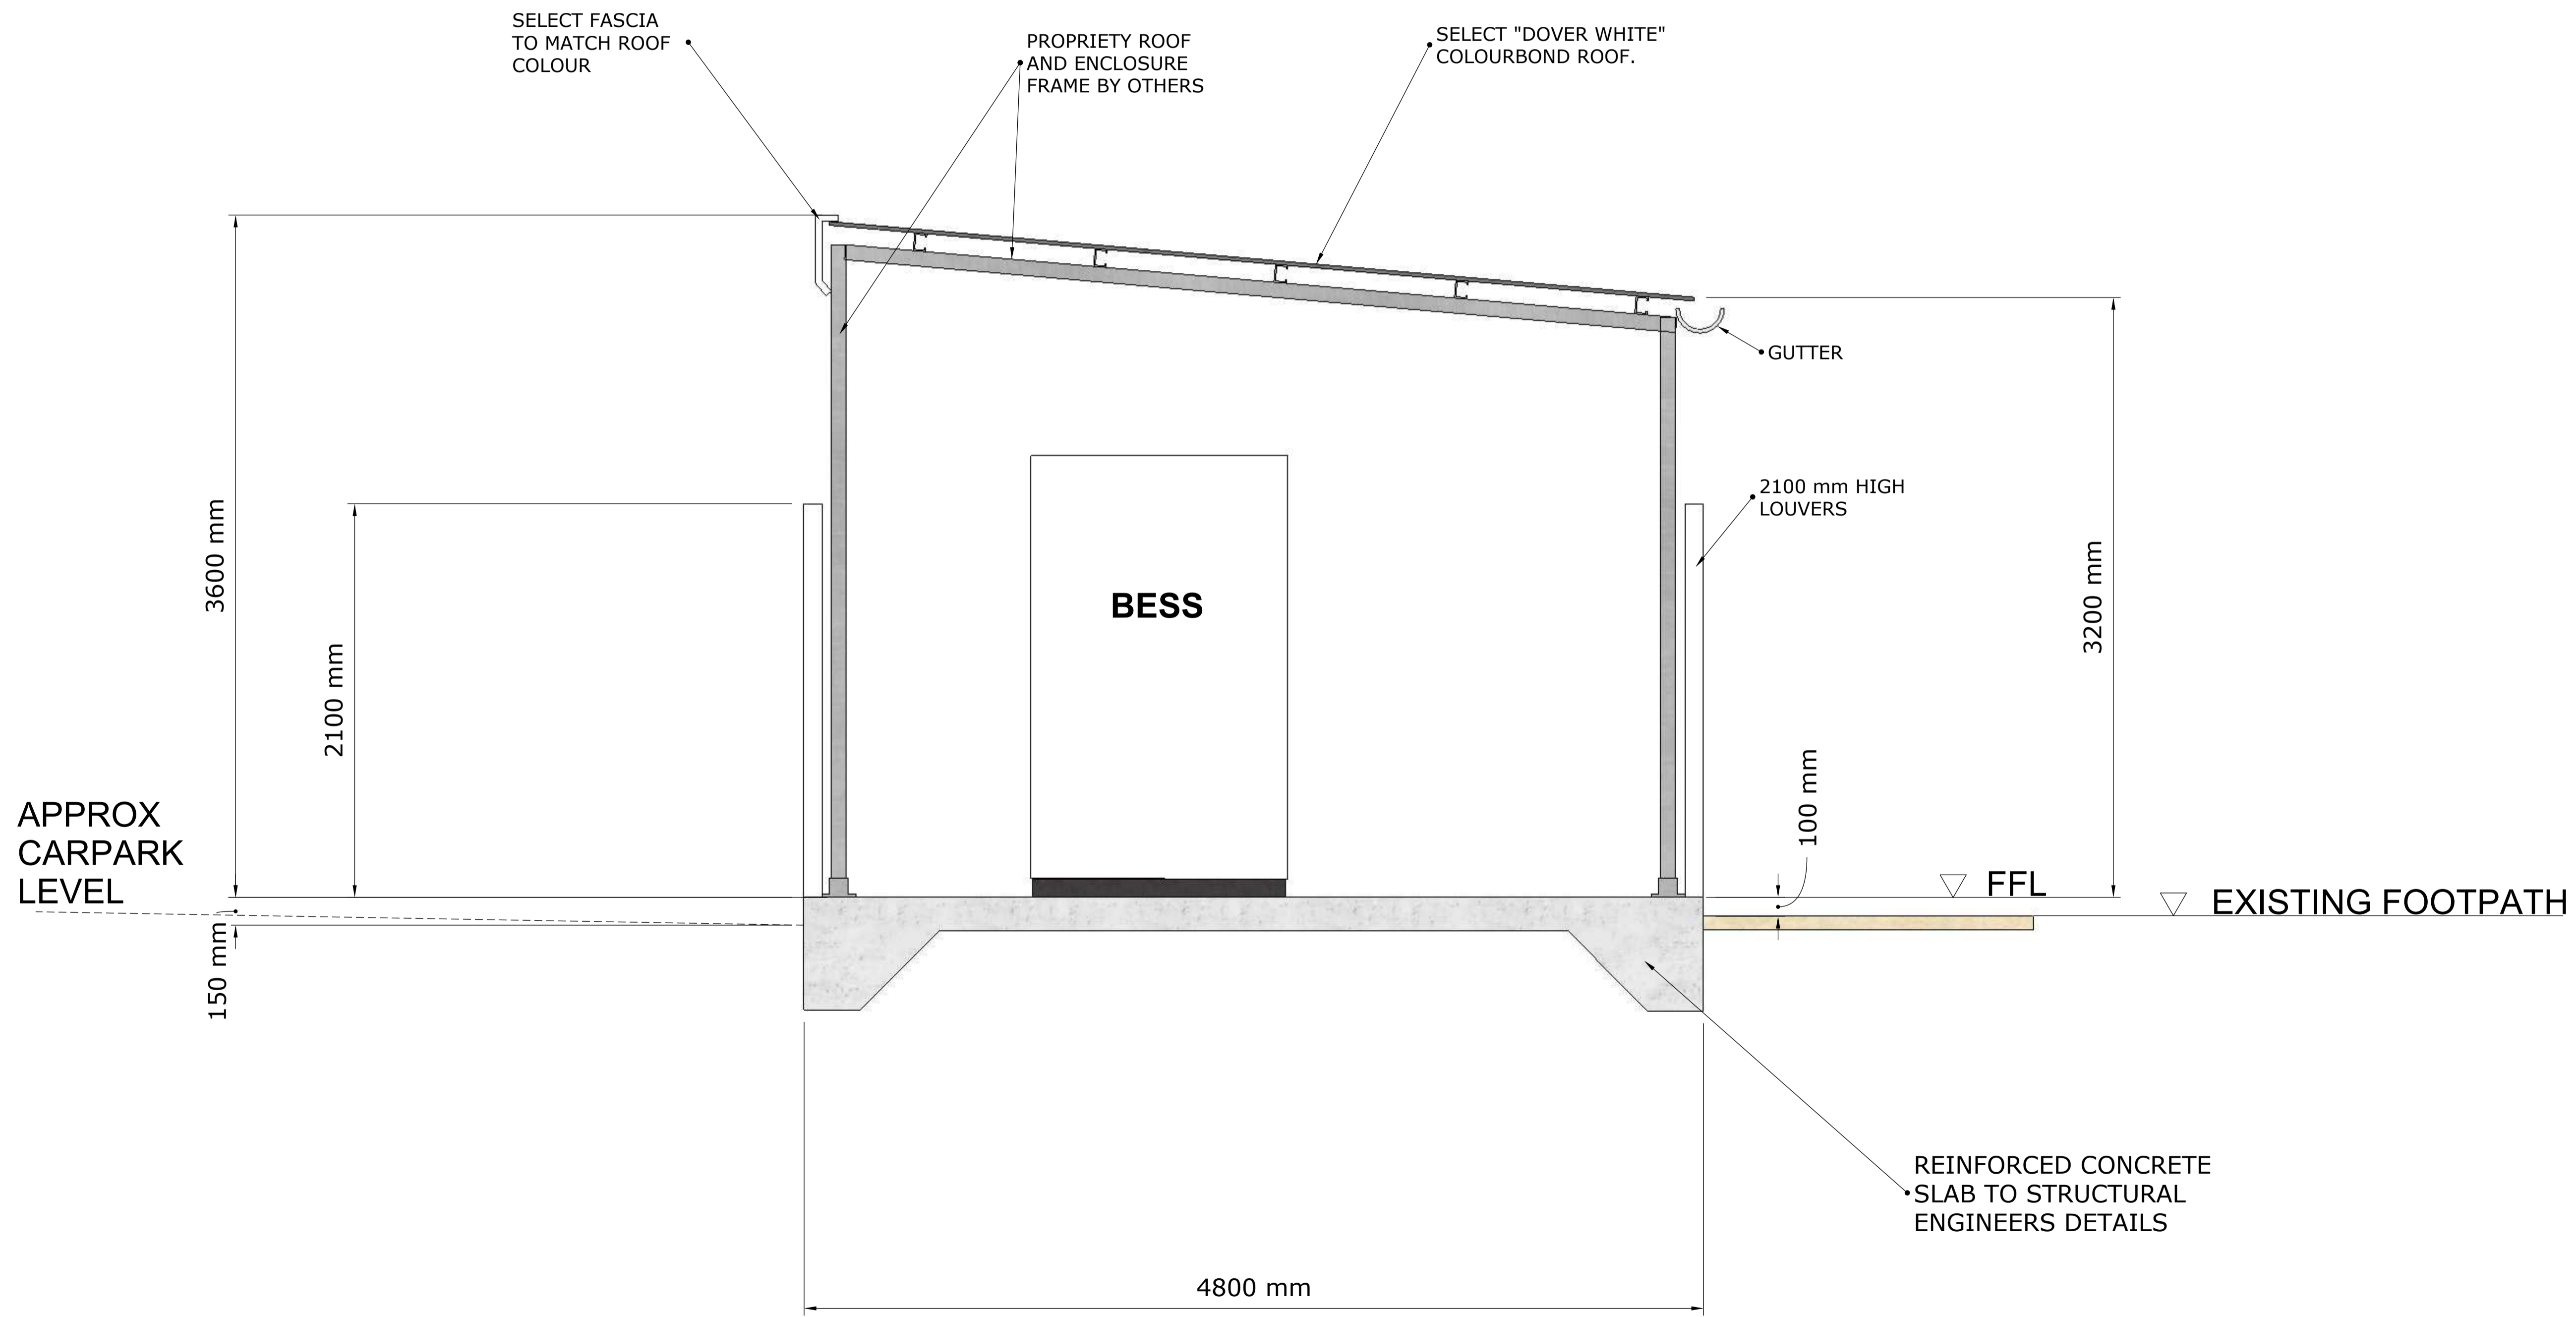 SELECT FASCIA
TO MATCH ROOF
COLOUR
PROPRIETY ROOF
AND ENCLOSURE
FRAME BY OTHERS
SELECT "DOVER WHITE"
COLOURBOND ROOF.
GUTTER
2100 mm HIGH
LOUVERS
3600 mm
2100 mm
BESS
3200 mm
100 mm
APPROX
CARPARK
LEVEL
FFL
EXISTING FOOTPATH
150 mm
REINFORCED CONCRETE
SLAB TO STRUCTURAL
ENGINEERS DETAILS
4800 mm